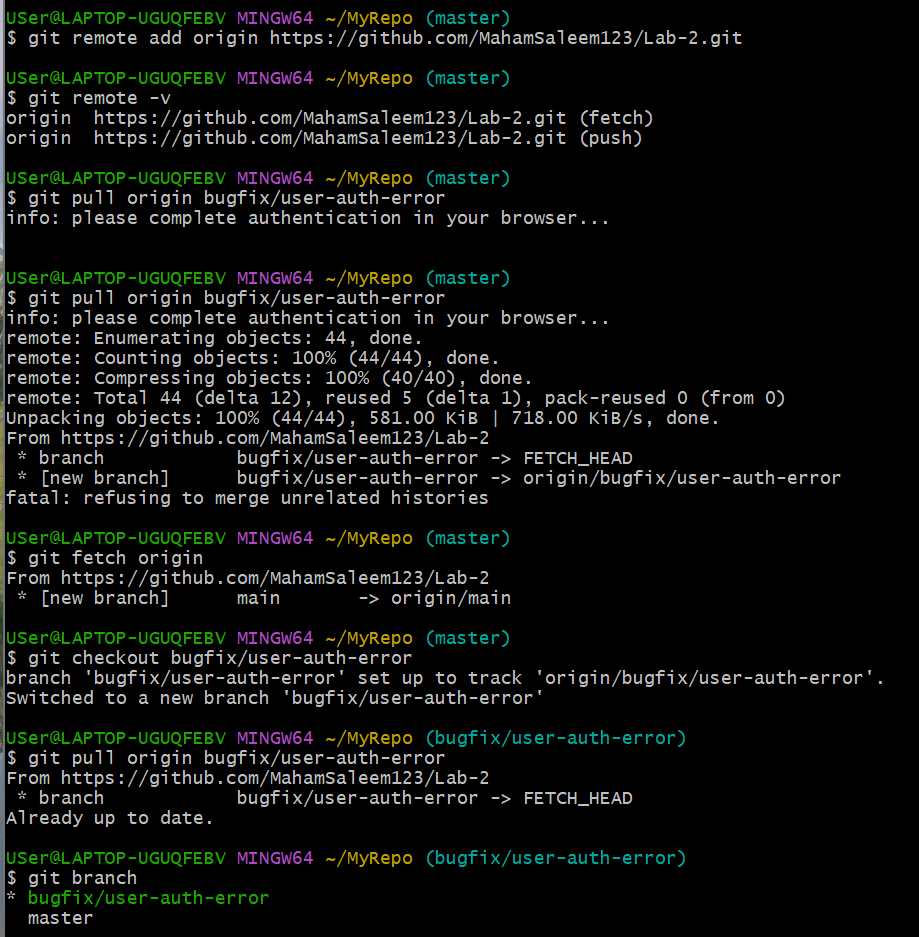 USer@LAPTOP-UGUQFEBV MINGW64 ~/MyRepo (master)
$ git remote add origin https://github.com/MahamSaleem123/Lab-2.git
USer@LAPTOP-UGUQFEBV MINGW64 ~/MyRepo (master)
$ git remote -v
origin  https://github.com/MahamSaleem123/Lab-2.git (fetch)
origin  https://github.com/MahamSaleem123/Lab-2.git (push)
USer@LAPTOP-UGUQFEBV MINGW64 ~/MyRepo (master)
$ git pull origin bugfix/user-auth-error
info: please complete authentication in your browser...
USer@LAPTOP-UGUQFEBV MINGW64 ~/MyRepo (master)
$ git pull origin bugfix/user-auth-error
info: please complete authentication in your browser...
remote: Enumerating objects: 44, done.
remote: Counting objects: 100% (44/44), done.
remote: Compressing objects: 100% (40/40), done.
remote: Total 44 (delta 12), reused 5 (delta 1), pack-reused 0 (from 0)
Unpacking objects: 100% (44/44), 581.00 KiB | 718.00 KiB/s, done.
From https://github.com/MahamSaleem123/Lab-2
 * branch            bugfix/user-auth-error -> FETCH_HEAD
 * [new branch]      bugfix/user-auth-error -> origin/bugfix/user-auth-error
fatal: refusing to merge unrelated histories
USer@LAPTOP-UGUQFEBV MINGW64 ~/MyRepo (master)
$ git fetch origin
From https://github.com/MahamSaleem123/Lab-2
 * [new branch]      main       -> origin/main
USer@LAPTOP-UGUQFEBV MINGW64 ~/MyRepo (master)
$ git checkout bugfix/user-auth-error
branch 'bugfix/user-auth-error' set up to track 'origin/bugfix/user-auth-error'.
Switched to a new branch 'bugfix/user-auth-error'
USer@LAPTOP-UGUQFEBV MINGW64 ~/MyRepo (bugfix/user-auth-error)
$ git pull origin bugfix/user-auth-error
From https://github.com/MahamSaleem123/Lab-2
 * branch            bugfix/user-auth-error -> FETCH_HEAD
Already up to date.
USer@LAPTOP-UGUQFEBV MINGW64 ~/MyRepo (bugfix/user-auth-error)
$ git branch
* bugfix/user-auth-error
  master